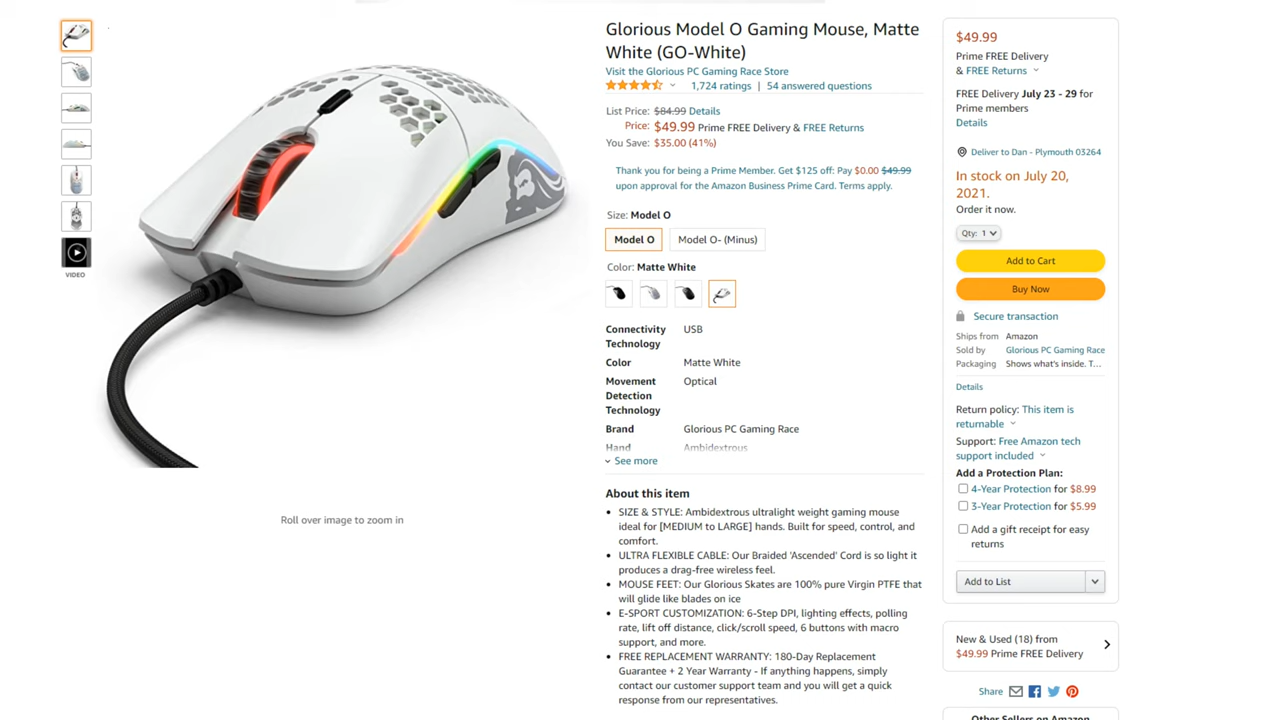 VIDEO
Roll over image to zoom in
Glorious Model O Gaming Mouse, Matte
White (GO-White)
Visit the Glorious PC Gaming Race Store
1,724 ratings | 54 answered questions
List Price: $84.99 Details
Price: $49.99 Prime FREE Delivery & FREE Returns
You Save: $35.00 (41%)
Thank you for being a Prime Member. Get $125 off: Pay $0.00 $49.99
upon approval for the Amazon Business Prime Card. Terms apply.
Size: Model O
Model O Model O- (Minus)
Color: Matte White
Connectivity USB
Technology
Color Matte White
Movement Optical
Detection
Technology
Brand Glorious PC Gaming Race
Hand Ambidextrous
See more
About this item
SIZE & STYLE: Ambidextrous ultralight weight gaming mouse
ideal for [MEDIUM to LARGE] hands. Built for speed, control, and
comfort.
ULTRA FLEXIBLE CABLE: Our Braided 'Ascended' Cord is so light it
produces a drag-free wireless feel.
MOUSE FEET: Our Glorious Skates are 100% pure Virgin PTFE that
will glide like blades on ice
E-SPORT CUSTOMIZATION: 6-Step DPI, lighting effects, polling
rate, lift off distance, click/scroll speed, 6 buttons with macro
support, and more.
FREE REPLACEMENT WARRANTY: 180-Day Replacement
Guarantee + 2 Year Warranty - If anything happens, simply
contact our customer support team and you will get a quick
response from our representatives.
$49.99
Prime FREE Delivery
& FREE Returns
FREE Delivery July 23 - 29 for
Prime members
Details
Deliver to Dan - Plymouth 03264
In stock on July 20,
2021.
Order it now.
Qty: 1
Add to Cart
Buy Now
Secure transaction
Ships from Amazon
Sold by Glorious PC Gaming Race
Packaging Shows what's inside. T...
Details
Return policy: This item is
returnable
Support: Free Amazon tech
support included
Add a Protection Plan:
4-Year Protection for $8.99
3-Year Protection for $5.99
Add a gift receipt for easy
returns
Add to List
New & Used (18) from
$49.99 Prime FREE Delivery
Share
Other Sellers on Amazon